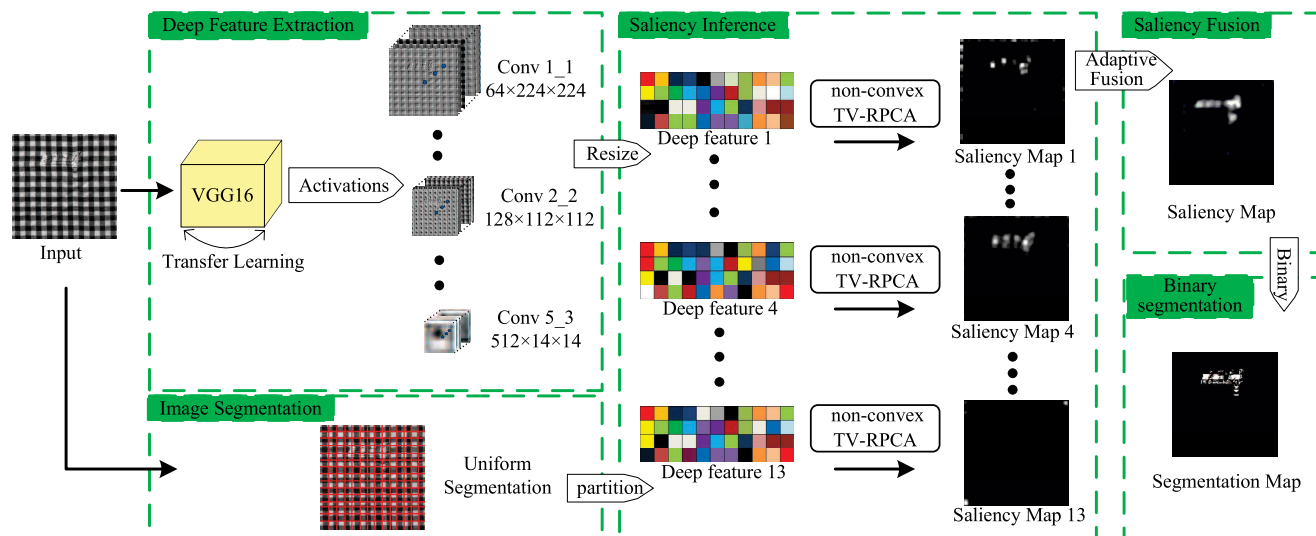 Deep Feature Extraction
Saliency Inference
Saliency Fusion
Input
VGG16
Transfer Learning
Activations
Conv 1_1
64×224×224
Conv 2_2
128×112×112
Conv 5_3
512×14×14
Resize
Deep feature 1
non-convex
TV-RPCA
Saliency Map 1
Deep feature 4
non-convex
TV-RPCA
Saliency Map 4
Deep feature 13
non-convex
TV-RPCA
Saliency Map 13
Adaptive
Fusion
Saliency Map
Binary
Binary
segmentation
Segmentation Map
Image Segmentation
Uniform
Segmentation
partition